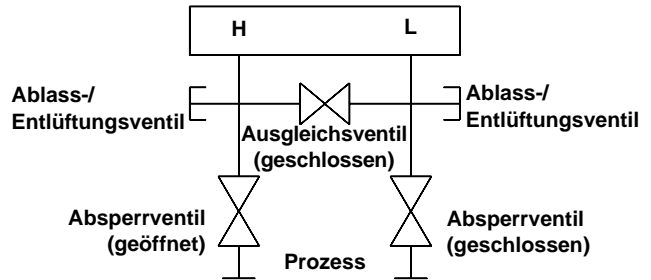 H
L
Ablass-/
Entlüftungsventil
Ablass-/
Entlüftungsventil
Ausgleichsventil
(geschlossen)
Absperrventil
(geöffnet)
Absperrventil
(geschlossen)
Prozess